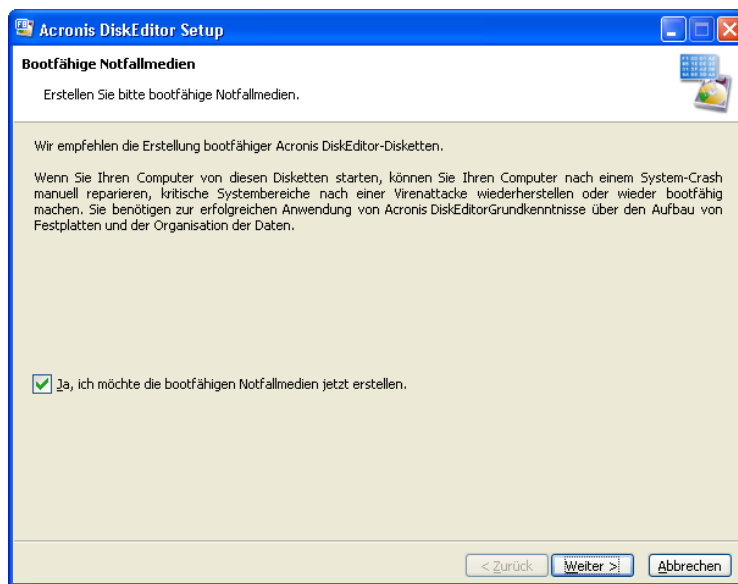 Acronis DiskEditor Setup
Bootfähige Notfallmedien
Erstellen Sie bitte bootfähige Notfallmedien.
Wir empfehlen die Erstellung bootfähiger Acronis DiskEditor-Disketten.
Wenn Sie Ihren Computer von diesen Disketten starten, können Sie Ihren Computer nach einem System-Crash
manuell reparieren, kritische Systembereiche nach einer Virenattacke wiederherstellen oder wieder bootfähig
machen. Sie benötigen zur erfolgreichen Anwendung von Acronis DiskEditorGrundkenntnisse über den Aufbau von
Festplatten und der Organisation der Daten.
Ja, ich möchte die bootfähigen Notfallmedien jetzt erstellen.
< Zurück Weiter > Abbrechen